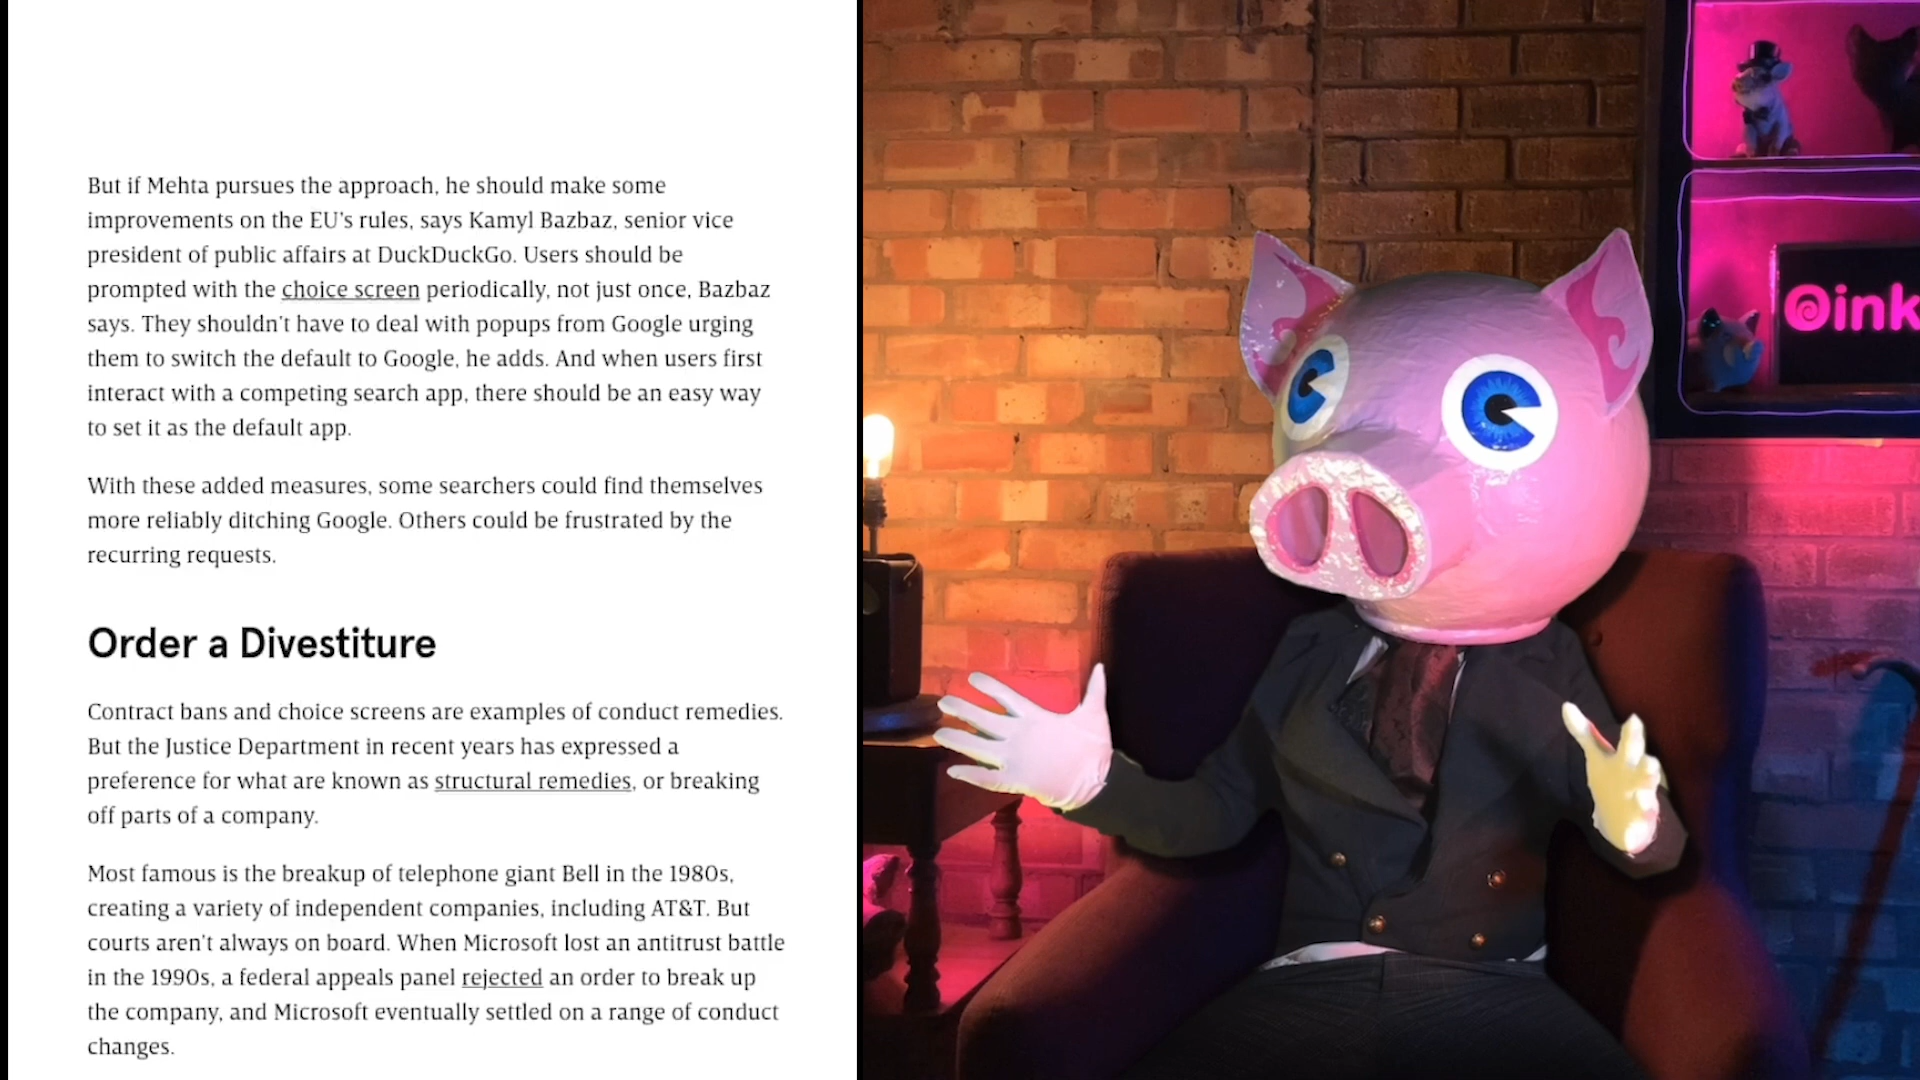 But if Mehta pursues the approach, he should make some
improvements on the EU's rules, says Kamyl Bazbaz, senior vice
president of public affairs at DuckDuckGo. Users should be
prompted with the choice screen periodically, not just once, Bazbaz
says. They shouldn't have to deal with popups from Google urging
them to switch the default to Google, he adds. And when users first
interact with a competing search app, there should be an easy way
to set it as the default app.
With these added measures, some searchers could find themselves
more reliably ditching Google. Others could be frustrated by the
recurring requests.
Order a Divestiture
Contract bans and choice screens are examples of conduct remedies.
But the Justice Department in recent years has expressed a
preference for what are known as structural remedies, or breaking
off parts of a company.
Most famous is the breakup of telephone giant Bell in the 1980s,
creating a variety of independent companies, including AT&T. But
courts aren't always on board. When Microsoft lost an antitrust battle
in the 1990s, a federal appeals panel rejected an order to break up
the company, and Microsoft eventually settled on a range of conduct
changes.
Oink